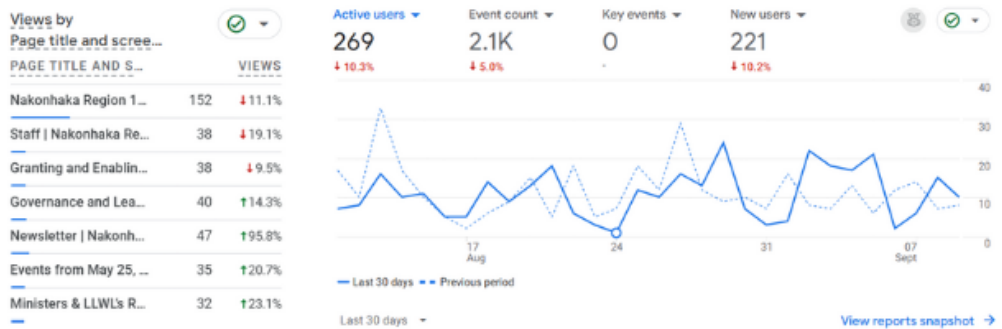 Views by
Page title and scree...
PAGE TITLE AND S... VIEWS
Nakonhaka Region 1... 152 ↓11.1%
Staff | Nakonhaka Re... 38 ↓19.1%
Granting and Enablin... 38 ↓9.5%
Governance and Lea... 40 ↑14.3%
Newsletter | Nakonh... 47 ↑95.8%
Events from May 25, ... 35 ↑20.7%
Ministers & LLWL's R... 32 ↑23.1%
Active users Event count Key events New users
269 2.1K 0 221
↓10.3% ↓5.0% - ↓10.2%
40
30
20
10
0
17 24 31 07
Aug Sept
Last 30 days Previous period
Last 30 days View reports snapshot →